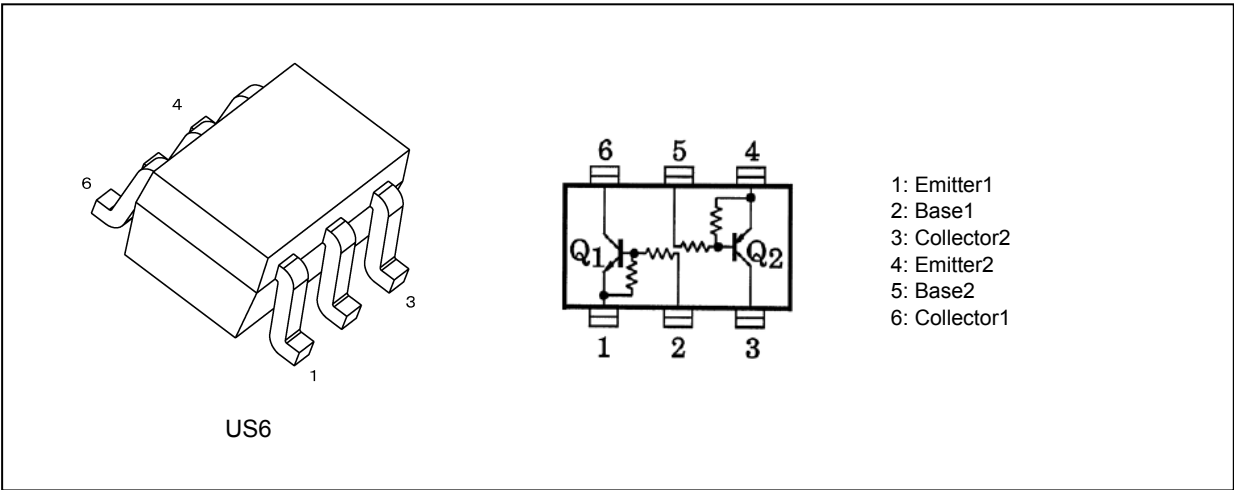 4
6
3
1
US6
6 5 4
Q1 Q2
1 2 3
1: Emitter1
2: Base1
3: Collector2
4: Emitter2
5: Base2
6: Collector1